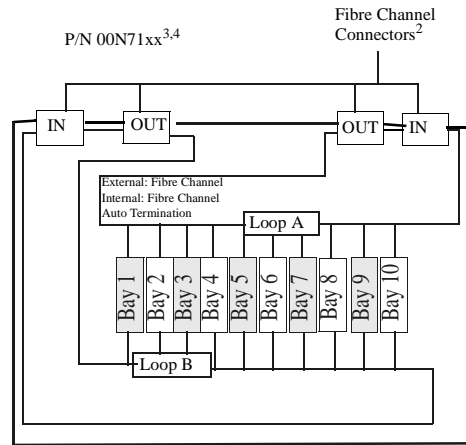 Fibre Channel
Connectors2
P/N 00N71xx3,4
IN
OUT
OUT
IN
External: Fibre Channel
Internal: Fibre Channel
Auto Termination
Loop A
Bay 1
Bay 2
Bay 3
Bay 4
Bay 5
Bay 6
Bay 7
Bay 8
Bay 9
Bay 10
Loop B